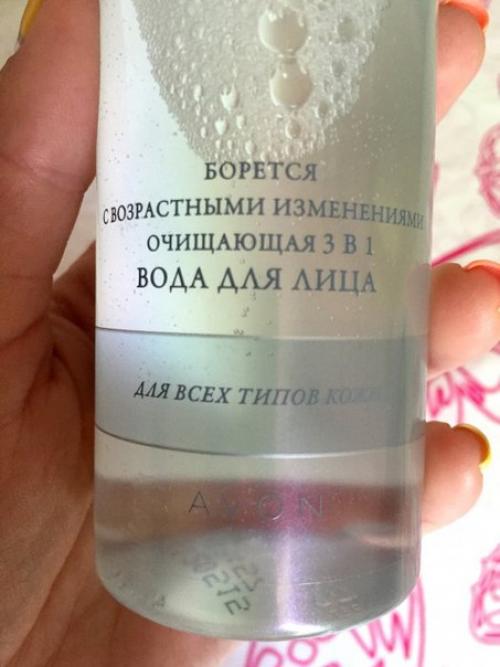 БОРЕТСЯ
С ВОЗРАСТНЫМИ ИЗМЕНЕНИЯМИ
ОЧИЩАЮЩАЯ 3 В 1
ВОДА ДЛЯ ЛИЦА
ДЛЯ ВСЕХ ТИПОВ КОЖИ
AVON